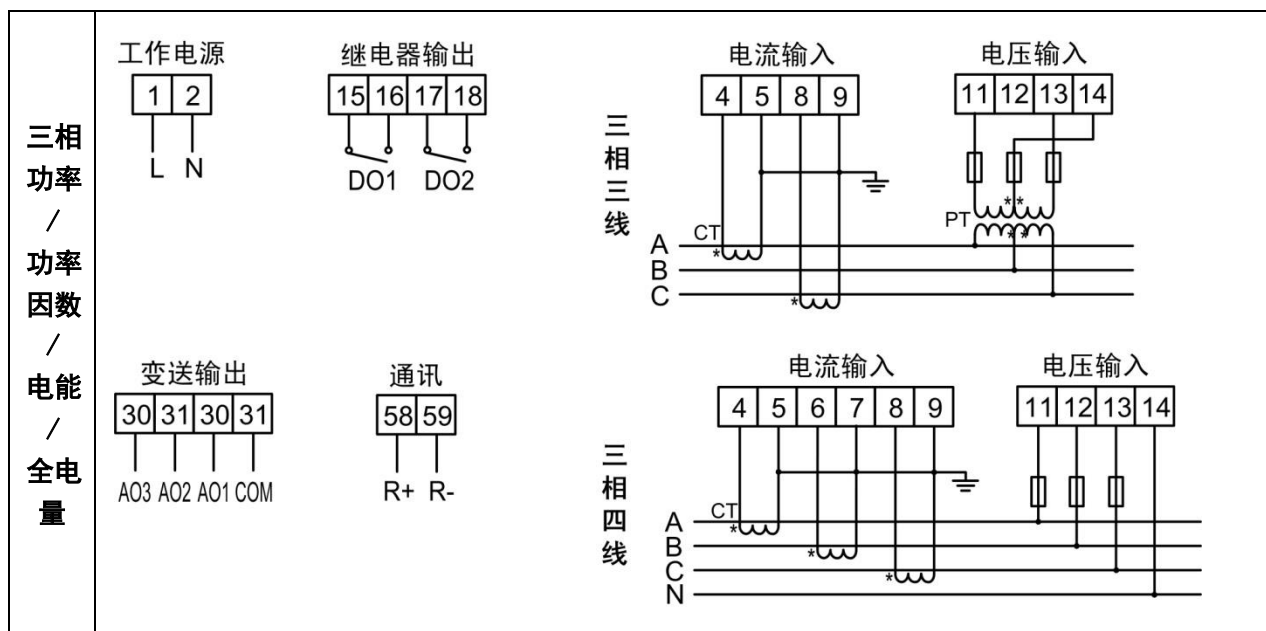 三相
功率
/
功率
因数
/
电能
/
全电
量
工作电源
1 2
L N
继电器输出
15 16 17 18
DO1 DO2
变送输出
30 31 30 31
AO3 AO2 AO1 COM
通讯
58 59
R+ R-
三相三线
电流输入
4 5 8 9
电压输入
11 12 13 14
* *
PT
* *
CT
*
*
A
B
C
三相四线
电流输入
4 5 6 7 8 9
电压输入
11 12 13 14
CT
*
*
*
A
B
C
N